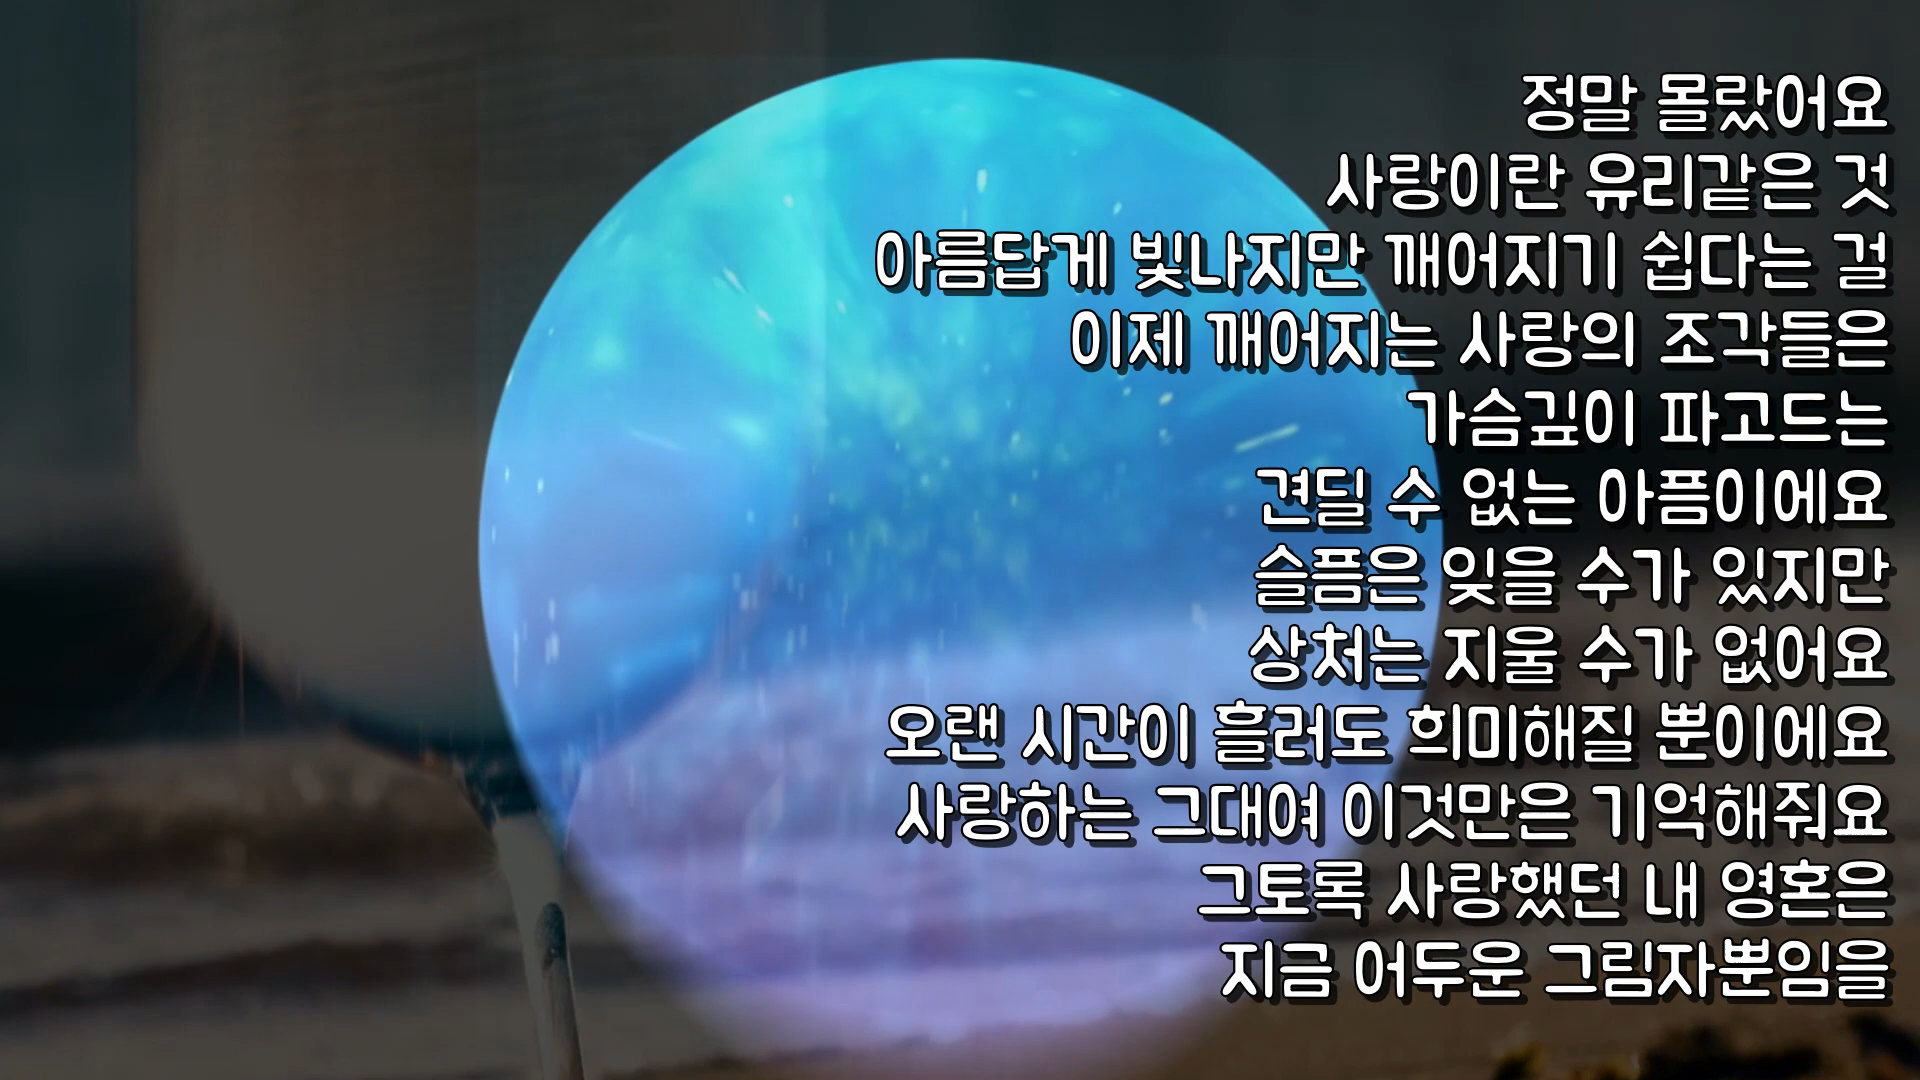 정말 몰랐어요
사랑이란 유리같은 것
아름답게 빛나지만 깨어지기 쉽다는 걸
이제 깨어지는 사랑의 조각들은
가슴깊이 파고드는
견딜 수 없는 아픔이에요
슬픔은 잊을 수가 있지만
상처는 지울 수가 없어요
오랜 시간이 흘러도 희미해질 뿐이에요
사랑하는 그대여 이것만은 기억해줘요
그토록 사랑했던 내 영혼은
지금 어두운 그림자뿐임을